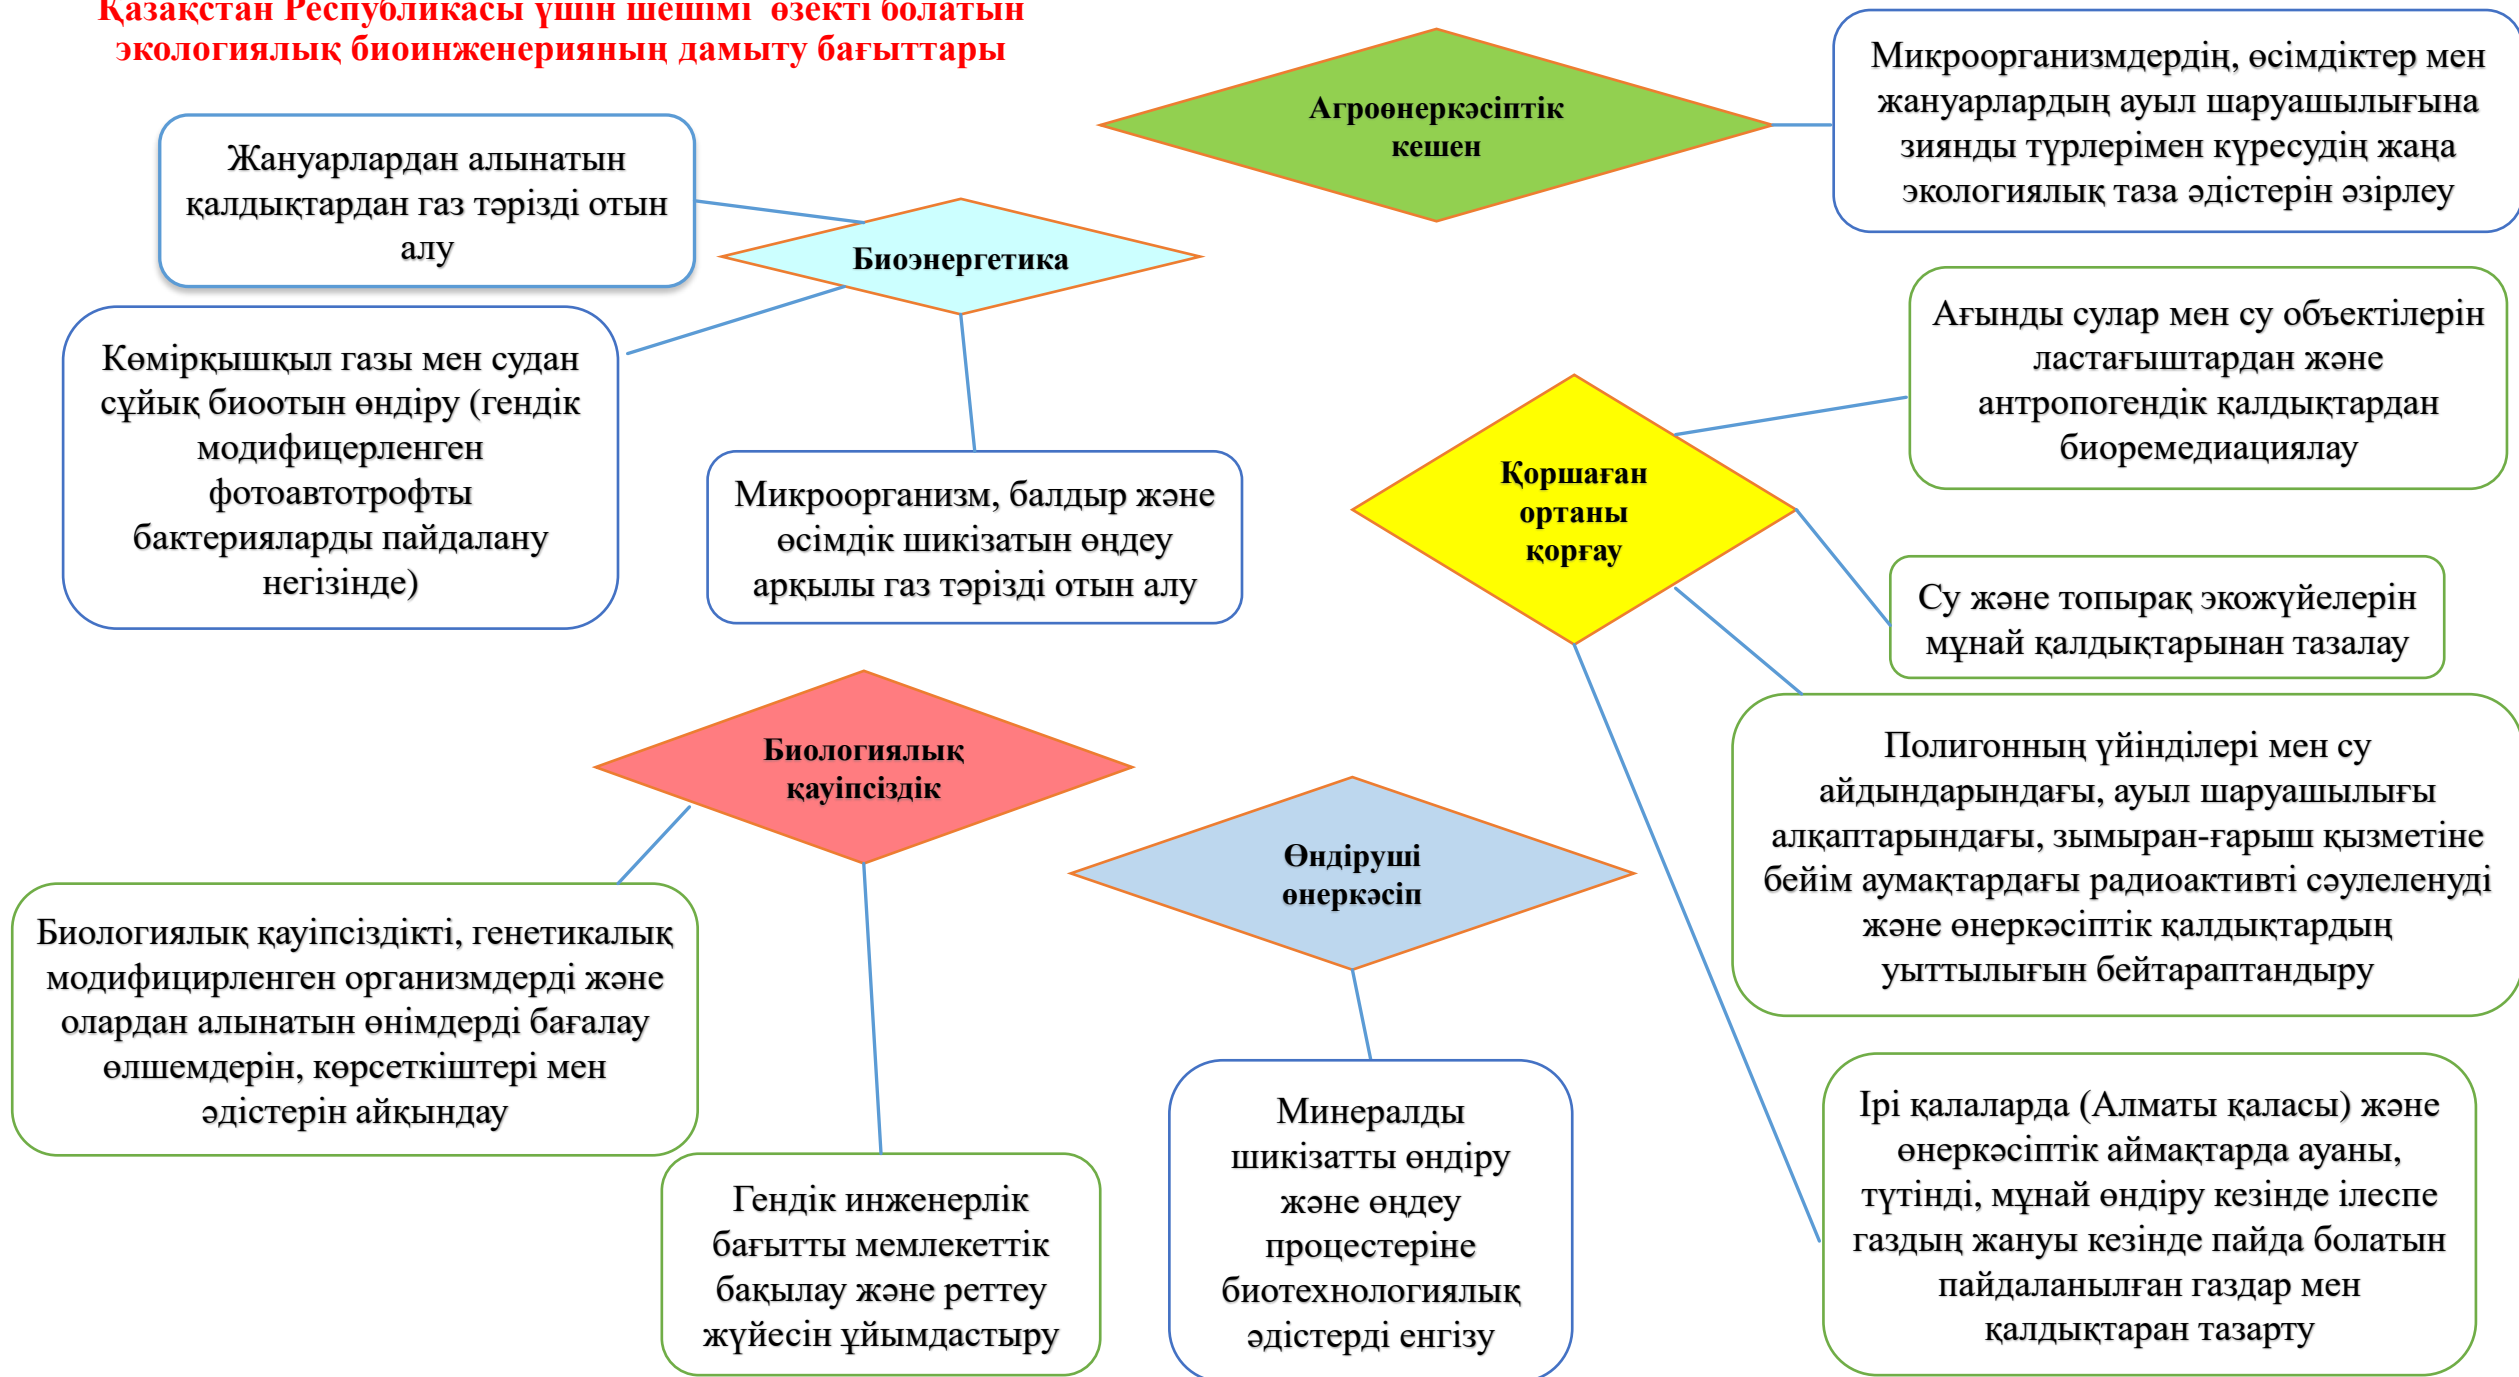 Қазақстан Республикасы үшін шешімі өзекті болатын
экологиялық биоинженерияның дамыту бағыттары
Агроөнеркәсіптік
кешен
Микроорганизмдердің, өсімдіктер мен
жануарлардың ауыл шаруашылығына
зиянды түрлерімен күресудің жаңа
экологиялық таза әдістерін әзірлеу
Жануарлардан алынатын
қалдықтардан газ тәрізді отын
алу
Биоэнергетика
Көмірқышқыл газы мен судан
сұйық биоотын өндіру (гендік
модифицерленген
фотоавтотрофты
бактерияларды пайдалану
негізінде)
Микроорганизм, балдыр және
өсімдік шикізатын өңдеу
арқылы газ тәрізді отын алу
Ағынды сулар мен су объектілерін
ластағыштардан және
антропогендік қалдықтардан
биоремедиациялау
Қоршаған
ортаны
қорғау
Су және топырақ экожүйелерін
мұнай қалдықтарынан тазалау
Полигонның үйінділері мен су
айдындарындағы, ауыл шаруашылығы
алқаптарындағы, зымыран-ғарыш қызметіне
бейім аумақтардағы радиоактивті сәулеленуді
және өнеркәсіптік қалдықтардың
уыттылығын бейтараптандыру
Биологиялық
қауіпсіздік
Өндіруші
өнеркәсіп
Биологиялық қауіпсіздікті, генетикалық
модифицирленген организмдерді және
олардан алынатын өнімдерді бағалау
өлшемдерін, көрсеткіштері мен
әдістерін айқындау
Гендік инженерлік
бағытты мемлекеттік
бақылау және реттеу
жүйесін ұйымдастыру
Минералды
шикізатты өндіру
және өңдеу
процестеріне
биотехнологиялық
әдістерді енгізу
Ірі қалаларда (Алматы қаласы) және
өнеркәсіптік аймақтарда ауаны,
түтінді, мұнай өндіру кезінде ілеспе
газдың жануы кезінде пайда болатын
пайдаланылған газдар мен
қалдықтаран тазарту